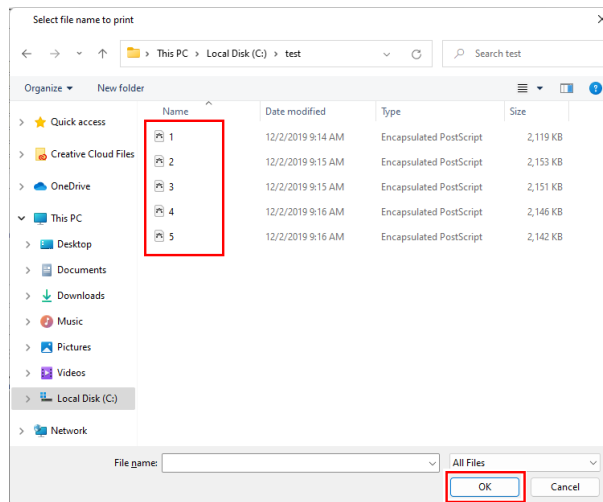 Select file name to print
This PC > Local Disk (C:) > test
Search test
Organize New folder
Name Date modified Type Size
Quick access
Creative Cloud Files
OneDrive
This PC
Desktop
Documents
Downloads
Music
Pictures
Videos
Local Disk (C:)
Network
1 12/2/2019 9:14 AM Encapsulated PostScript 2,119 KB
2 12/2/2019 9:15 AM Encapsulated PostScript 2,153 KB
3 12/2/2019 9:15 AM Encapsulated PostScript 2,151 KB
4 12/2/2019 9:16 AM Encapsulated PostScript 2,146 KB
5 12/2/2019 9:16 AM Encapsulated PostScript 2,142 KB
File name:
All Files
OK Cancel